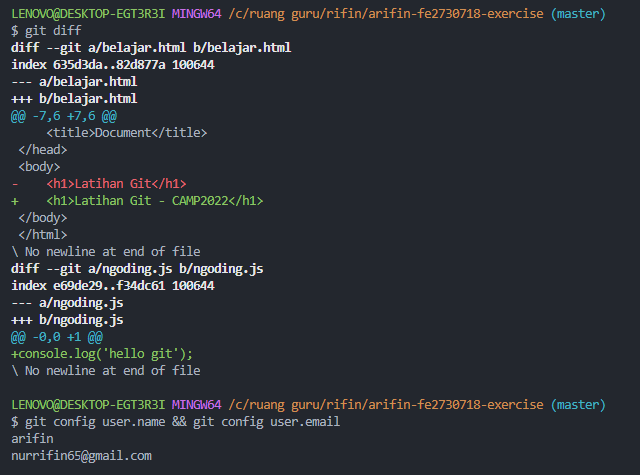 LENOVO@DESKTOP-EGT3R3I MINGW64 /c/ruang guru/rifin/arifin-fe2730718-exercise (master)
$ git diff
diff --git a/belajar.html b/belajar.html
index 635d3da..82d877a 100644
--- a/belajar.html
+++ b/belajar.html
@@ -7,6 +7,6 @@
     <title>Document</title>
 </head>
 <body>
-    <h1>Latihan Git</h1>
+    <h1>Latihan Git - CAMP2022</h1>
 </body>
 </html>
\ No newline at end of file
diff --git a/ngoding.js b/ngoding.js
index e69de29..f34dc61 100644
--- a/ngoding.js
+++ b/ngoding.js
@@ -0,0 +1 @@
+console.log('hello git');
\ No newline at end of file
LENOVO@DESKTOP-EGT3R3I MINGW64 /c/ruang guru/rifin/arifin-fe2730718-exercise (master)
$ git config user.name && git config user.email
arifin
nurrifin65@gmail.com